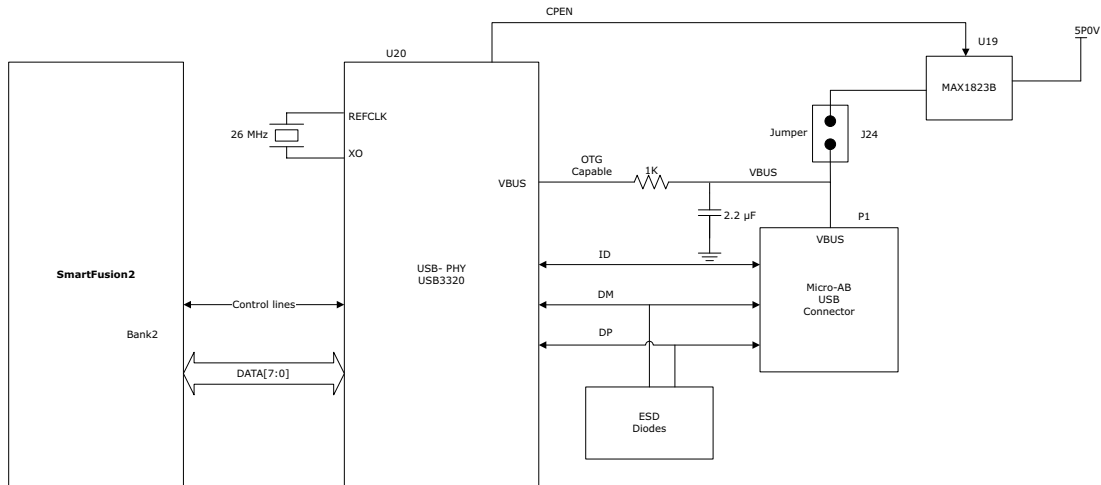 CPEN
5P0V
U20
U19
MAX1823B
REFCLK
26 MHz
XO
Jumper
J24
OTG
Capable
1K
VBUS
VBUS
2.2 µF
P1
VBUS
SmartFusion2
USB- PHY
USB3320
ID
Micro-AB
USB
Connector
DM
Control lines
Bank2
DP
DATA[7:0]
ESD
Diodes